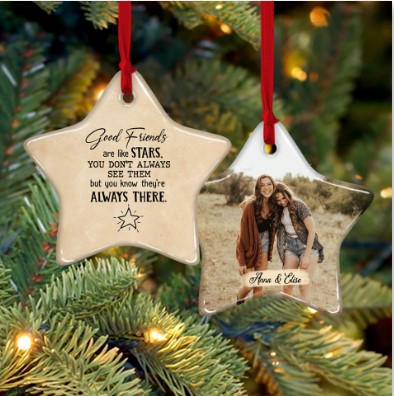 Good Friends
are like STARS,
YOU DON'T ALWAYS
SEE THEM
but you know they're
ALWAYS THERE.
Anna & Elise